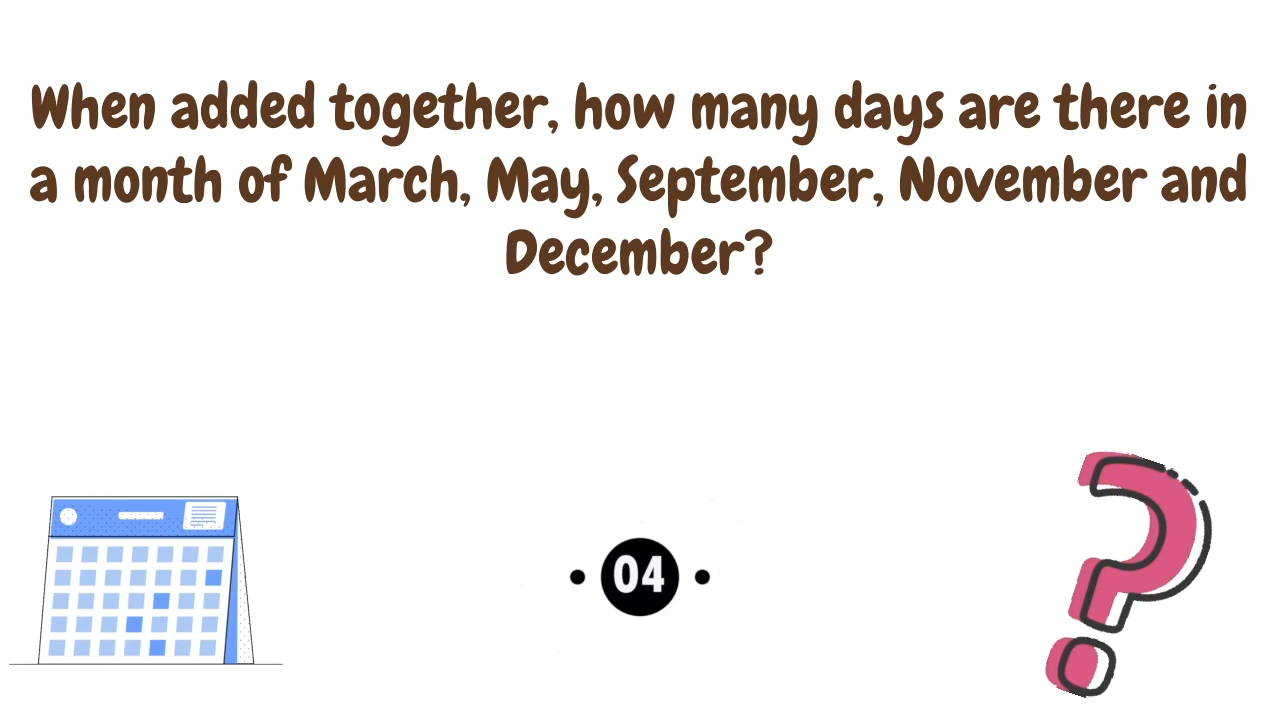 When added together, how many days are there in
a month of March, May, September, November and
December?
04